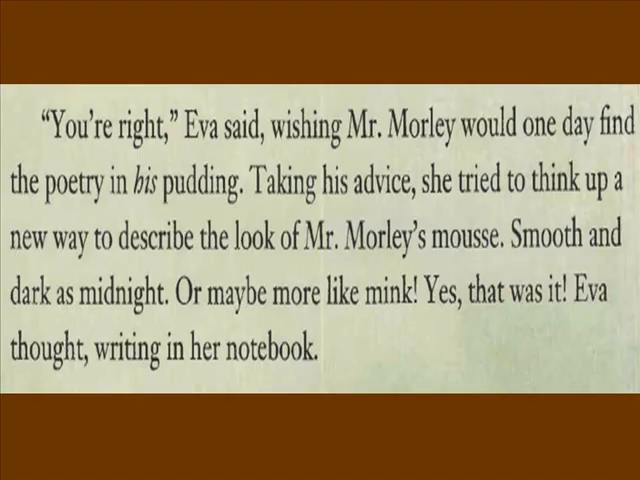 “You’re right,” Eva said, wishing Mr. Morley would one day find
the poetry in his pudding. Taking his advice, she tried to think up a
new way to describe the look of Mr. Morley’s mousse. Smooth and
dark as midnight. Or maybe more like mink! Yes, that was it! Eva
thought, writing in her notebook.